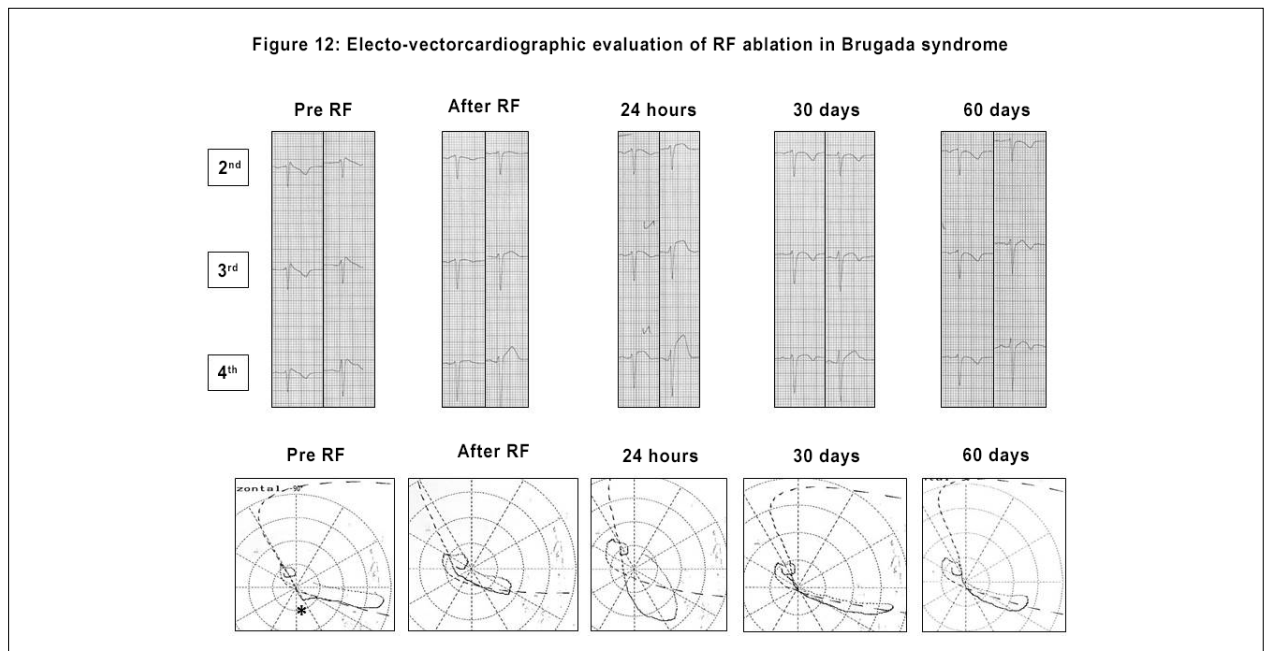 Figure 12: Electo-vectorcardiographic evaluation of RF ablation in Brugada syndrome
Pre RF After RF 24 hours 30 days 60 days
2nd
3rd
4th
Pre RF After RF 24 hours 30 days 60 days
zontal -90°
*